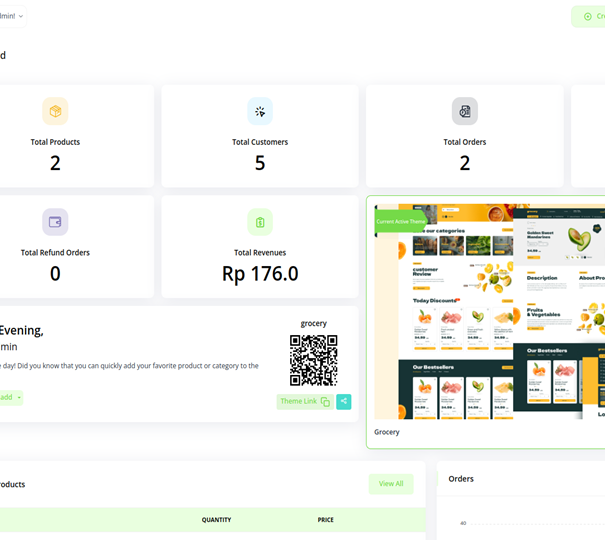 dmin!
Cr
d
Total Products
2
Total Customers
5
Total Orders
2
Total Refund Orders
0
Total Revenues
Rp 176.0
Current Active Theme
our categories
customer
Review
Today Discounts
Our Bestsellers
Golden Sweet
Mandarines
Description
About Pro
Fruits
& Vegetables
Our Bestsellers
Lo
Grocery
Evening,
min
e day! Did you know that you can quickly add your favorite product or category to the
add
grocery
Theme Link
oducts
View All
QUANTITY
PRICE
Orders
40